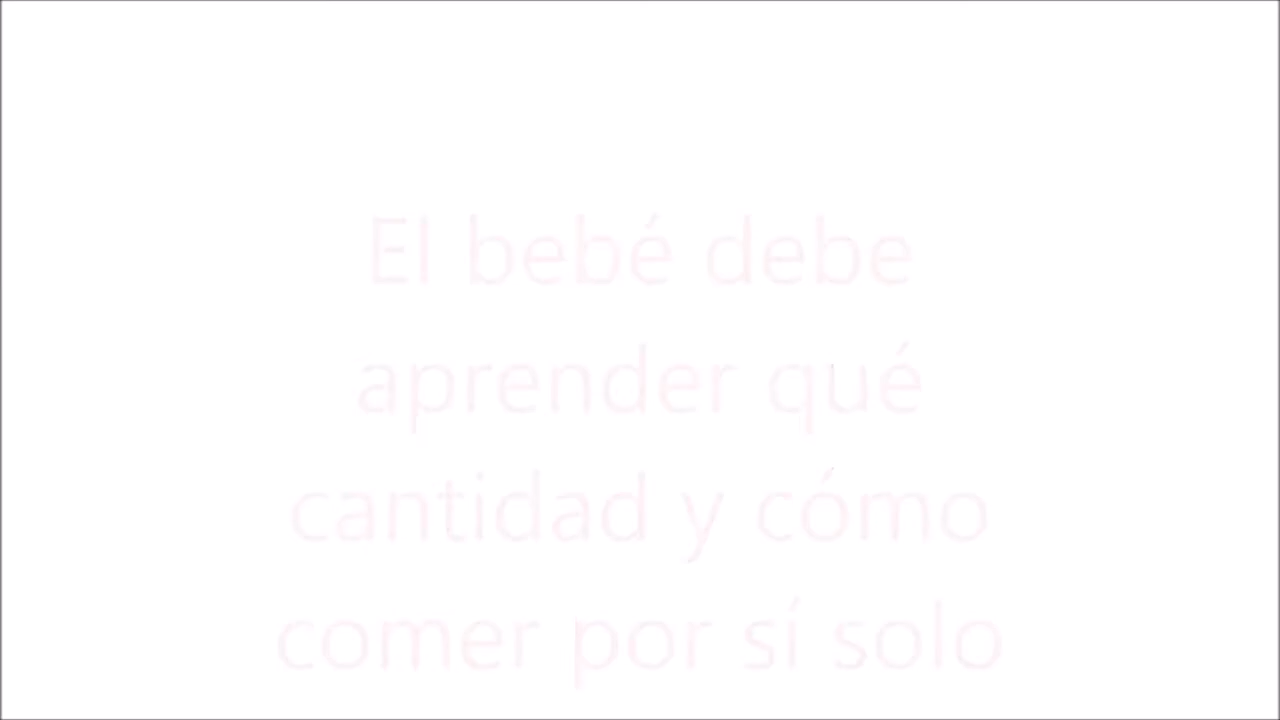 El bebé debe
aprender qué
cantidad y cómo
comer por sí solo